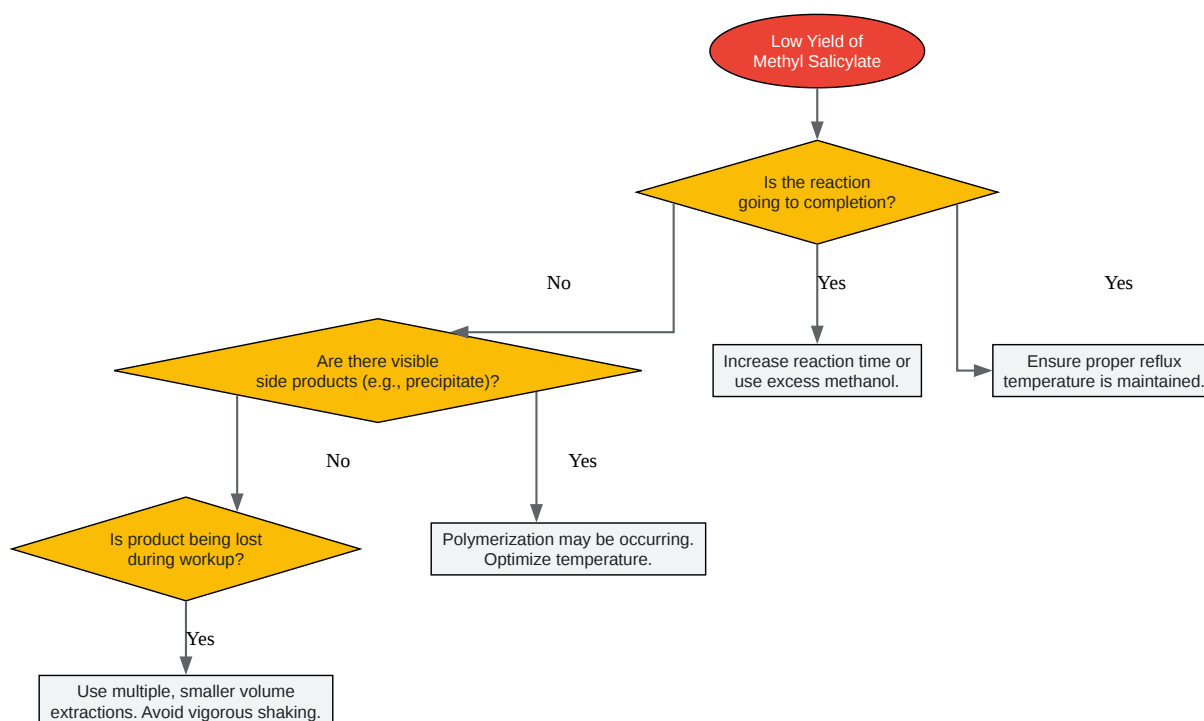 Low Yield of
Methyl Salicylate
Is the reaction
going to completion?
No
Yes
Yes
Are there visible
side products (e.g., precipitate)?
Increase reaction time or
use excess methanol.
Ensure proper reflux
temperature is maintained.
No
Yes
Is product being lost
during workup?
Polymerization may be occurring.
Optimize temperature.
Yes
Use multiple, smaller volume
extractions. Avoid vigorous shaking.